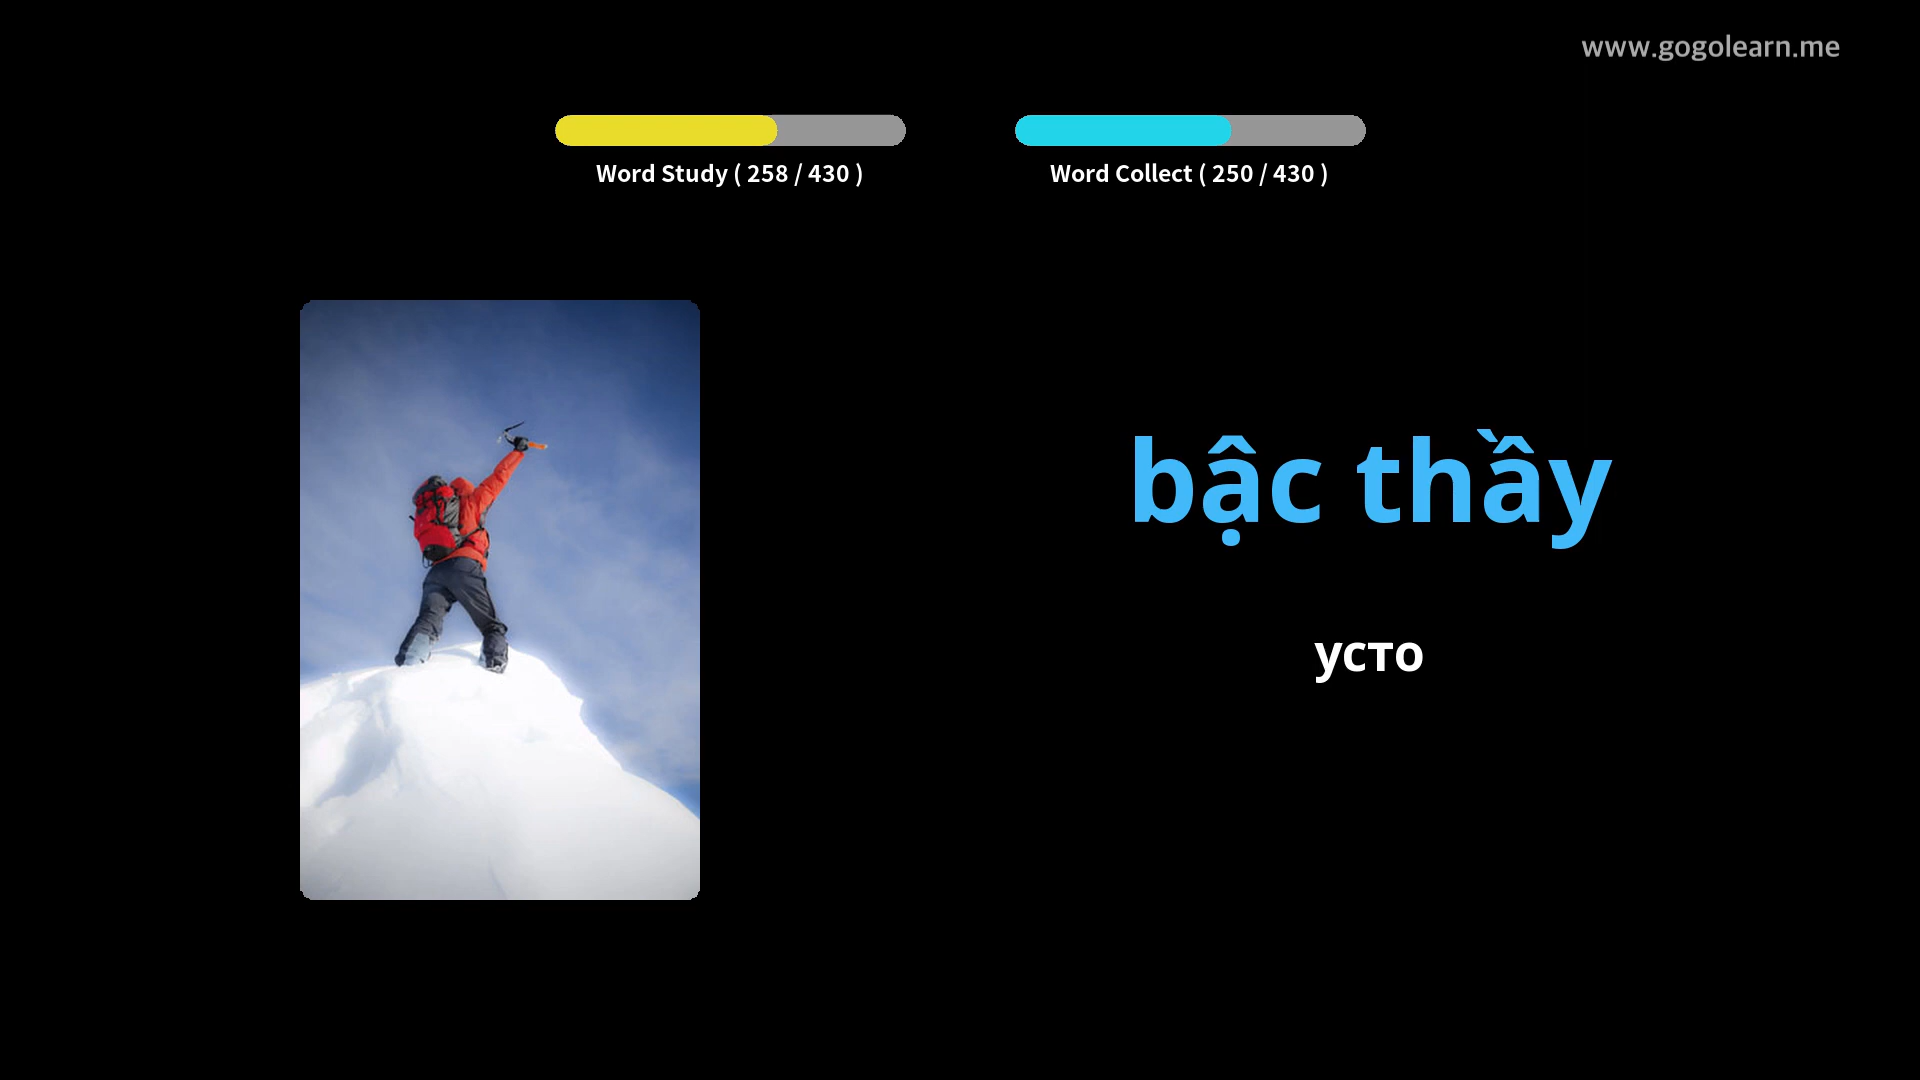 www.gogolearn.me
Word Study ( 258 / 430 )
Word Collect ( 250 / 430 )
bậc thầy
усто